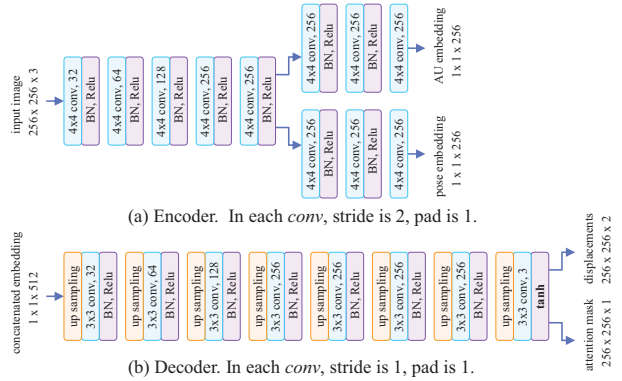 input image
256 x 256 x 3
4x4 conv, 32
BN, Relu
4x4 conv, 64
BN, Relu
4x4 conv, 128
BN, Relu
4x4 conv, 256
BN, Relu
4x4 conv, 256
BN, Relu
4x4 conv, 256
BN, Relu
4x4 conv, 256
BN, Relu
4x4 conv, 256
AU embedding
1 x 1 x 256
4x4 conv, 256
BN, Relu
4x4 conv, 256
BN, Relu
4x4 conv, 256
pose embedding
1 x 1 x 256
(a) Encoder. In each conv, stride is 2, pad is 1.
concatenated embedding
1 x 1 x 512
up sampling
3x3 conv, 32
BN, Relu
up sampling
3x3 conv, 64
BN, Relu
up sampling
3x3 conv, 128
BN, Relu
up sampling
3x3 conv, 256
BN, Relu
up sampling
3x3 conv, 256
BN, Relu
up sampling
3x3 conv, 256
BN, Relu
up sampling
3x3 conv, 256
BN, Relu
up sampling
3x3 conv, 3
tanh
displacements
256 x 256 x 2
attention mask
256 x 256 x 1
(b) Decoder. In each conv, stride is 1, pad is 1.